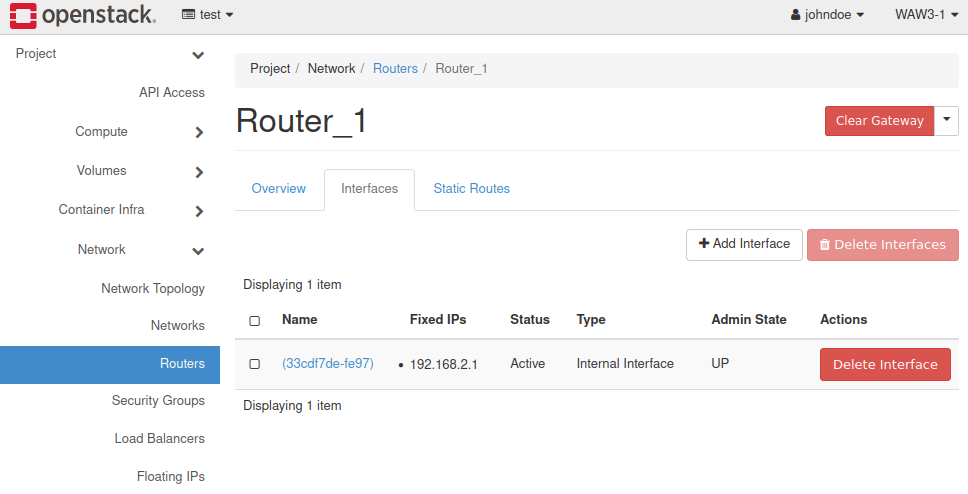 openstack. test johndoe WAW3-1
Project
API Access
Compute
Volumes
Container Infra
Network
Network Topology
Networks
Routers
Security Groups
Load Balancers
Floating IPs
Project / Network / Routers / Router_1
Router_1 Clear Gateway
Overview Interfaces Static Routes
+ Add Interface Delete Interfaces
Displaying 1 item
Name Fixed IPs Status Type Admin State Actions
(33cdf7de-fe97) • 192.168.2.1 Active Internal Interface UP Delete Interface
Displaying 1 item